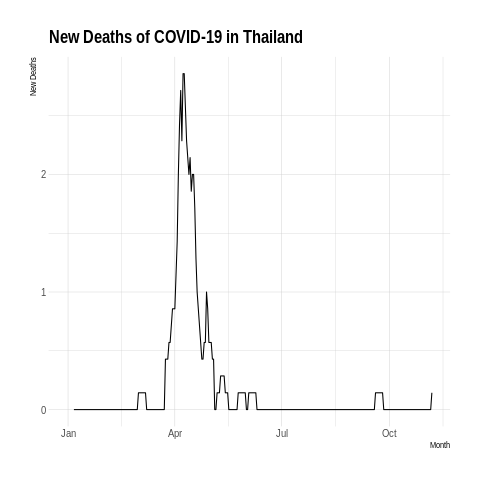 New Deaths of COVID-19 in Thailand
New Deaths
2
1
0
Jan Apr Jul Oct
Month